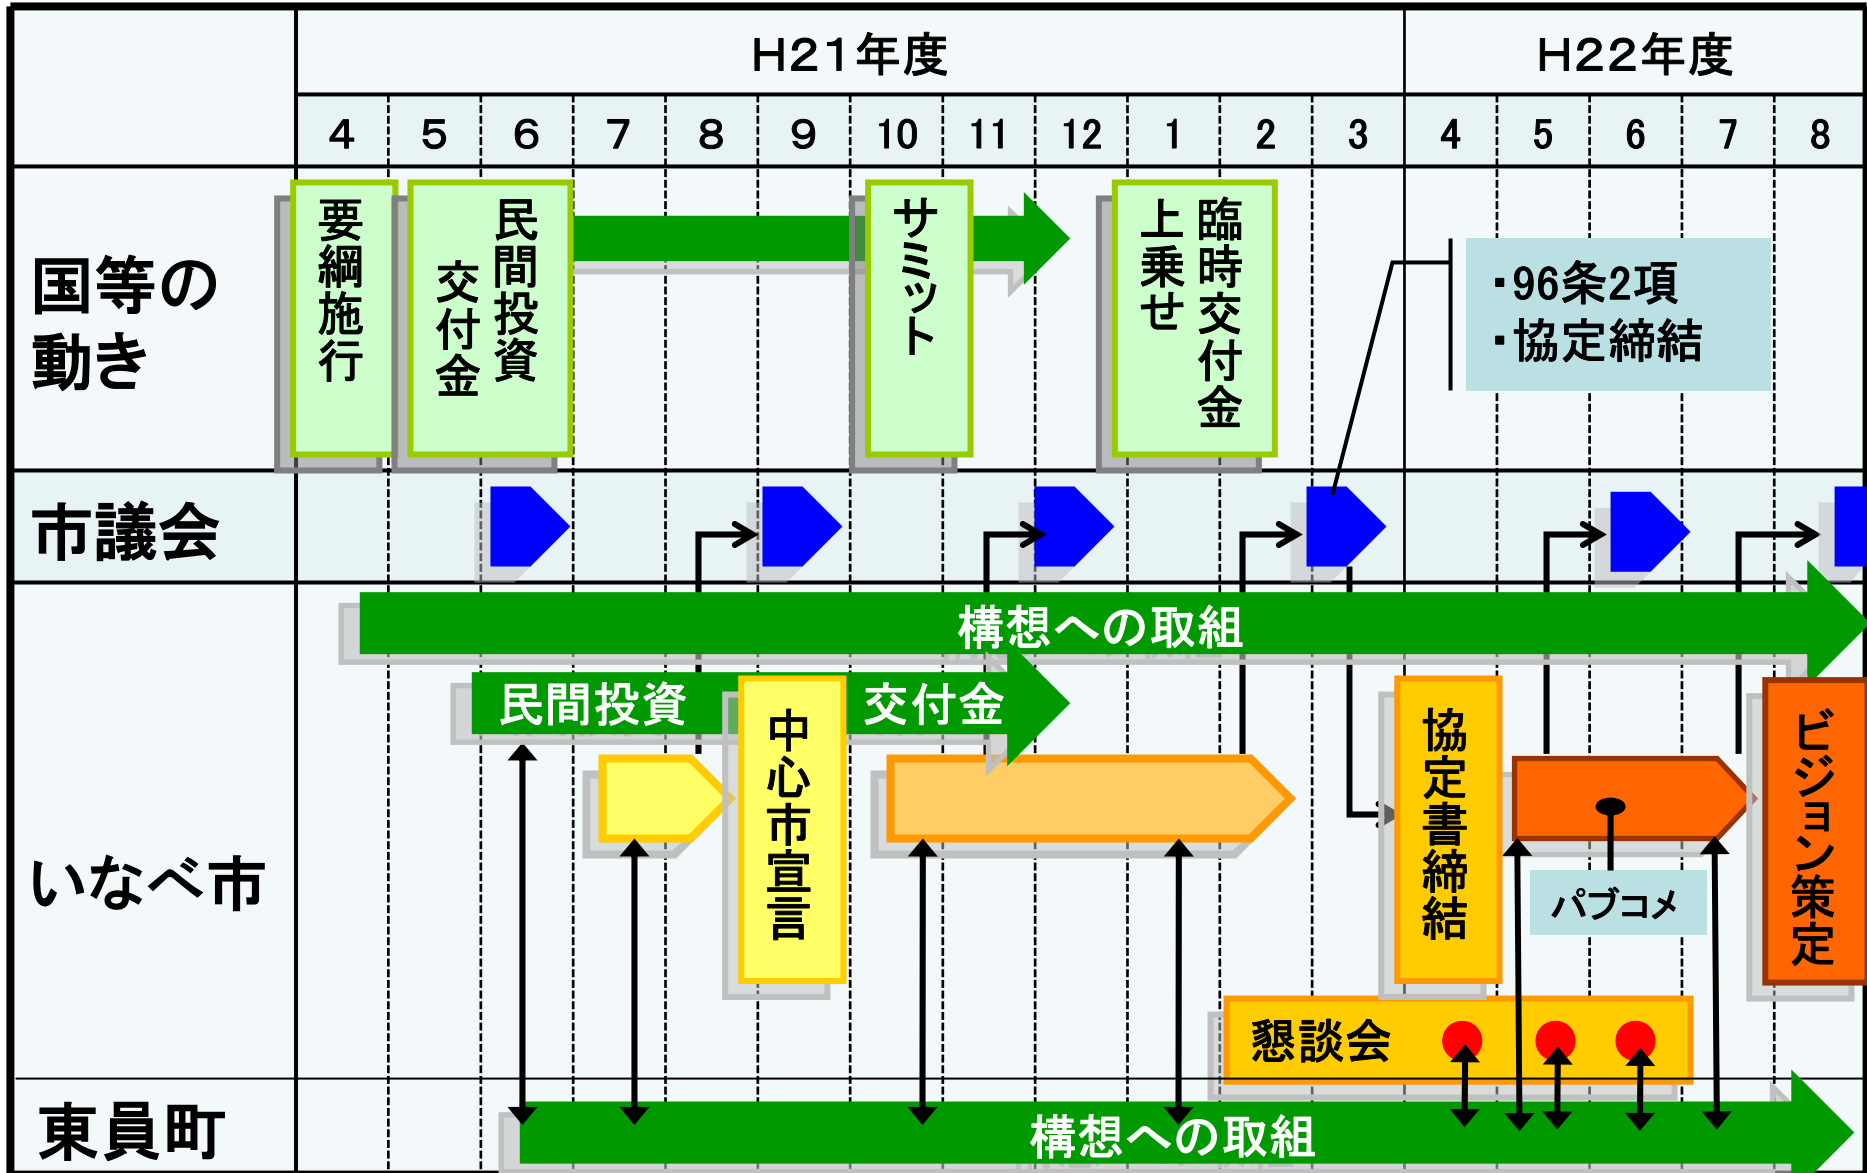 H21年度
H22年度
4 5 6 7 8 9 10 11 12 1 2 3 4 5 6 7 8
国等の
動き
要綱施行
民間投資
交付金
サミット
臨時交付金
上乗せ
・96条2項
・協定締結
市議会
いなべ市
構想への取組
民間投資
交付金
中心市宣言
協定書締結
パブコメ
ビジョン策定
懇談会
東員町
構想への取組